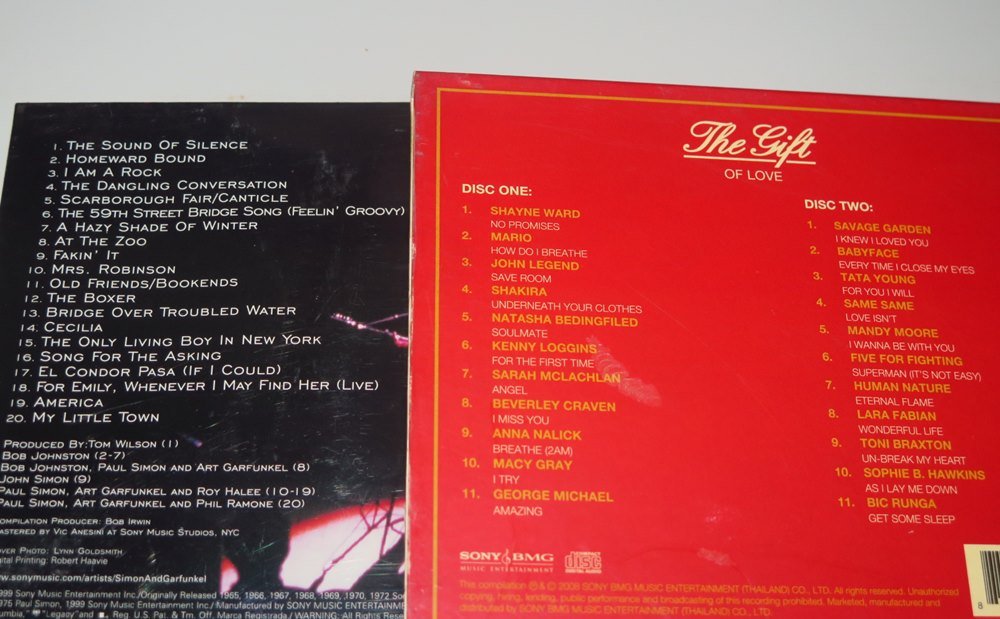 1. THE SOUND OF SILENCE
2. HOMEWARD BOUND
3. I AM A ROCK
4. THE DANGLING CONVERSATION
5. SCARBOROUGH FAIR/CANTICLE
6. THE 59TH STREET BRIDGE SONG (FEELIN' GROOVY)
7. A HAZY SHADE OF WINTER
8. AT THE ZOO
9. FAKIN' IT
10. MRS. ROBINSON
11. OLD FRIENDS/BOOKENDS
12. THE BOXER
13. BRIDGE OVER TROUBLED WATER
14. CECILIA
15. THE ONLY LIVING BOY IN NEW YORK
16. SONG FOR THE ASKING
17. EL CONDOR PASA (IF I COULD)
18. FOR EMILY, WHENEVER I MAY FIND HER (LIVE)
19. AMERICA
20. MY LITTLE TOWN
PRODUCED BY: TOM WILSON (1)
BOB JOHNSTON (2-7)
BOB JOHNSTON, PAUL SIMON AND ART GARFUNKEL (8)
JOHN SIMON (9)
PAUL SIMON, ART GARFUNKEL AND ROY HALEE (10-19)
PAUL SIMON, ART GARFUNKEL AND PHIL RAMONE (20)
COMPILATION PRODUCER: BOB IRWIN
MASTERED BY VIC ANESINI AT SONY MUSIC STUDIOS, NYC
PHOTO: LYNN GOLDSMITH
Printing: Robert Haavie
www.sonymusic.com/artists/SimonAndGarfunkel
1999 Sony Music Entertainment Inc./Originally Released 1965, 1966, 1967, 1968, 1969, 1970, 1972
Paul Simon, 1999 Sony Music Entertainment Inc./Manufactured by SONY MUSIC ENTERTAINME
"Legacy" and Reg. U.S. Pat. & Tm. Off. Marca Registrada./WARNING: All Rights Rese
The Gift
OF LOVE
DISC ONE:
1. SHAYNE WARD
NO PROMISES
2. MARIO
HOW DO I BREATHE
3. JOHN LEGEND
SAVE ROOM
4. SHAKIRA
UNDERNEATH YOUR CLOTHES
5. NATASHA BEDINGFILED
SOULMATE
6. KENNY LOGGINS
FOR THE FIRST TIME
7. SARAH MCLACHLAN
ANGEL
8. BEVERLEY CRAVEN
I MISS YOU
9. ANNA NALICK
BREATHE (2AM)
10. MACY GRAY
I TRY
11. GEORGE MICHAEL
AMAZING
DISC TWO:
1. SAVAGE GARDEN
I KNEW I LOVED YOU
2. BABYFACE
EVERY TIME I CLOSE MY EYES
3. TATA YOUNG
FOR YOU I WILL
4. SAME SAME
LOVE ISN'T
5. MANDY MOORE
I WANNA BE WITH YOU
6. FIVE FOR FIGHTING
SUPERMAN (IT'S NOT EASY)
7. HUMAN NATURE
ETERNAL FLAME
8. LARA FABIAN
WONDERFUL LIFE
9. TONI BRAXTON
UN-BREAK MY HEART
10. SOPHIE B. HAWKINS
AS I LAY ME DOWN
11. BIC RUNGA
GET SOME SLEEP
SONY BMG
MUSIC ENTERTAINMENT
COMPACT
disc
DIGITAL AUDIO
This compilation ℗ & © 2008 SONY BMG MUSIC ENTERTAINMENT (THAILAND) CO., LTD. All rights reserved. Unauthorized
copying, hiring, lending, public performance and broadcasting of this recording prohibited. Marketed, manufactured and
distributed by SONY BMG MUSIC ENTERTAINMENT (THAILAND) CO., LTD.
8